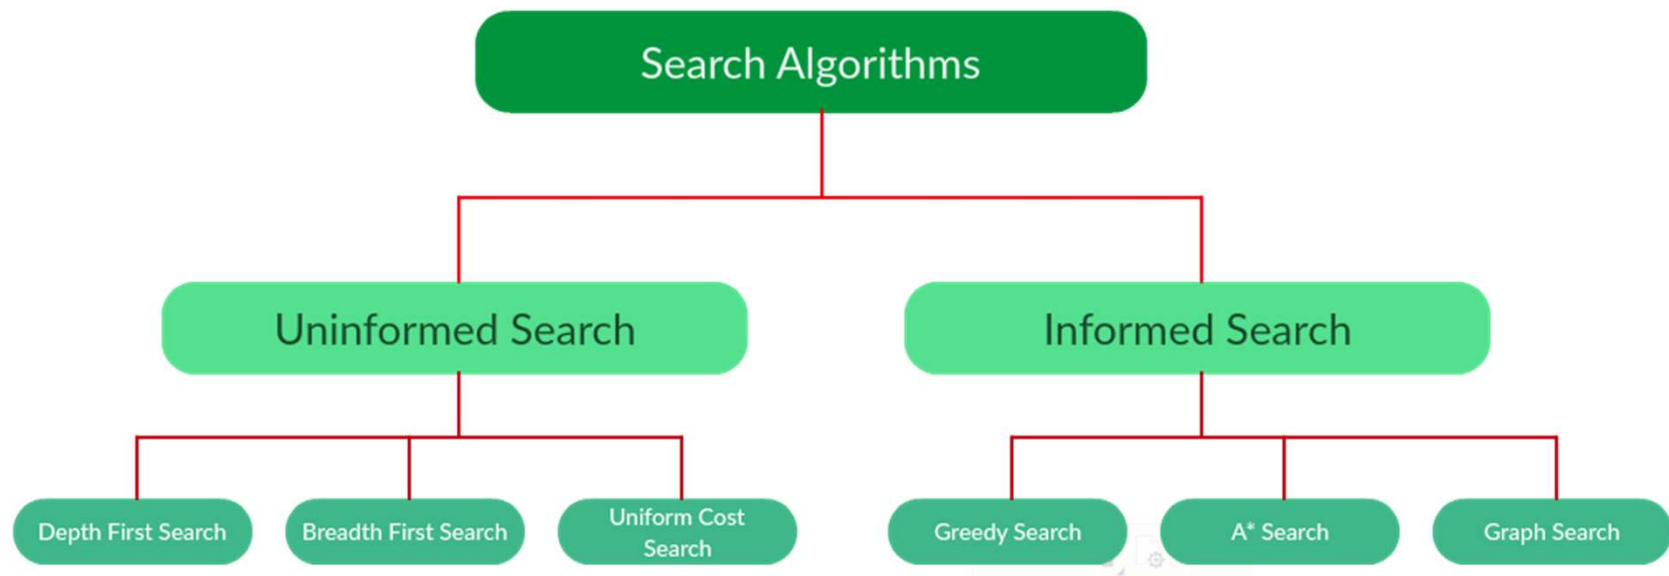 Search Algorithms
Uninformed Search
Informed Search
Depth First Search
Breadth First Search
Uniform Cost
Search
Greedy Search
A* Search
Graph Search